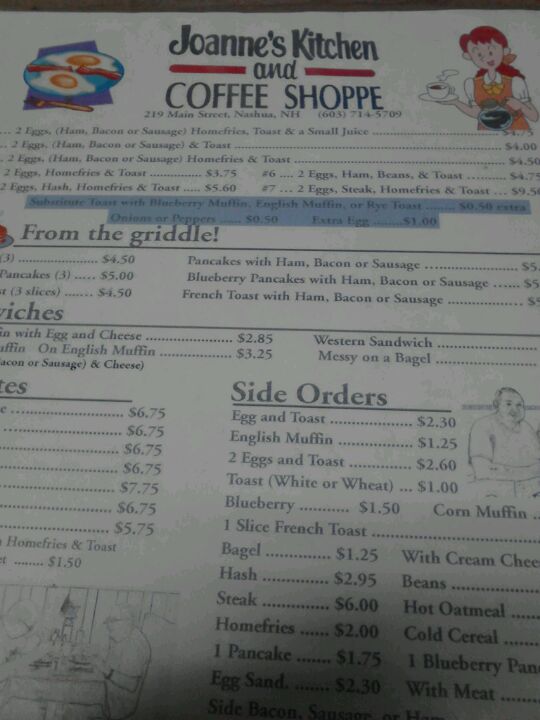 Joanne's Kitchen
and
COFFEE SHOPPE
219 Main Street, Nashua, NH (603) 714-5709
... 2 Eggs, (Ham, Bacon or Sausage) Homefries, Toast & a Small Juice ........ $4.75
... 2 Eggs, (Ham, Bacon or Sausage) & Toast ........ $4.00
... 2 Eggs, (Ham, Bacon or Sausage) Homefries & Toast ........ $4.50
2 Eggs, Homefries & Toast ........ $3.75 #6 .... 2 Eggs, Ham, Beans, & Toast ........ $4.75
2 Eggs, Hash, Homefries & Toast ..... $5.60 #7 ... 2 Eggs, Steak, Homefries & Toast ... $9.50
Substitute Toast with Blueberry Muffin, English Muffin, or Rye Toast ........ $0.50 extra
Onions or Peppers ...... $0.50 Extra Egg ........$1.00
From the griddle!
(3) ........ $4.50 Pancakes with Ham, Bacon or Sausage ........ $5.
Pancakes (3) ..... $5.00 Blueberry Pancakes with Ham, Bacon or Sausage ...... $5.
(3 slices) ....... $4.50 French Toast with Ham, Bacon or Sausage ........
with Egg and Cheese ........ $2.85 Western Sandwich ........
On English Muffin ........ $3.25 Messy on a Bagel ........
or Sausage) & Cheese)
Side Orders
$6.75 Egg and Toast ........ $2.30
$6.75 English Muffin ........ $1.25
$6.75 2 Eggs and Toast ........ $2.60
$6.75 Toast (White or Wheat) ... $1.00
$7.75 Blueberry ........ $1.50 Corn Muffin ..
$6.75 1 Slice French Toast ........
$5.75 Bagel ........ $1.25 With Cream
Homefries & Toast
........ $1.50 Hash ........ $2.95 Beans ........
Steak ........ $6.00 Hot Oatmeal ........
Homefries ....... $2.00 Cold Cereal ........
1 Pancake ....... $1.75 1 Blueberry
Egg Sand. ....... $2.30 With Meat ........
Side Bacon, Sausage, or